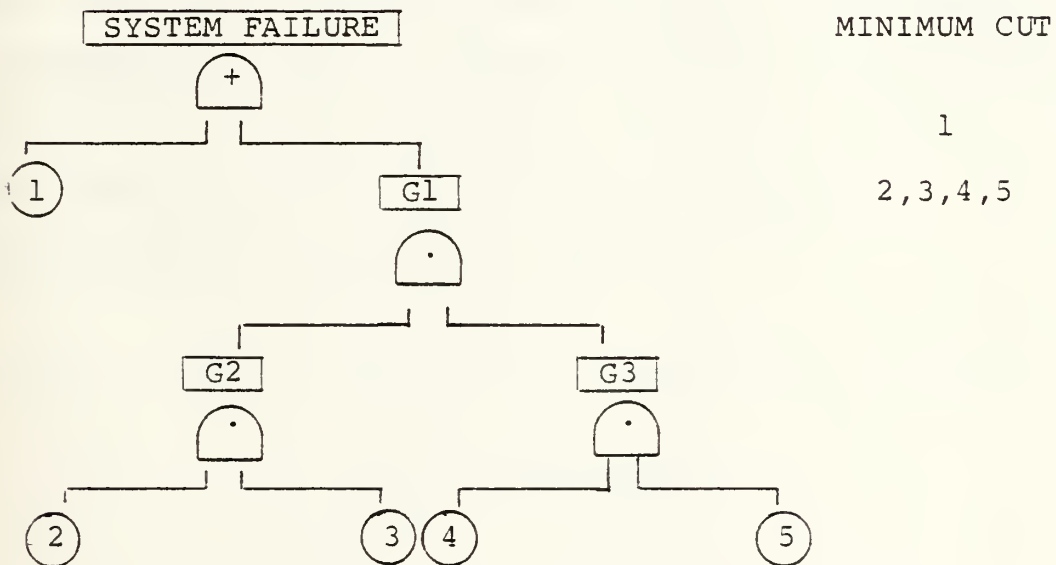 SYSTEM FAILURE
MINIMUM CUT
+
1
1
G1
2,3,4,5
.
G2
G3
.
.
2
3
4
5